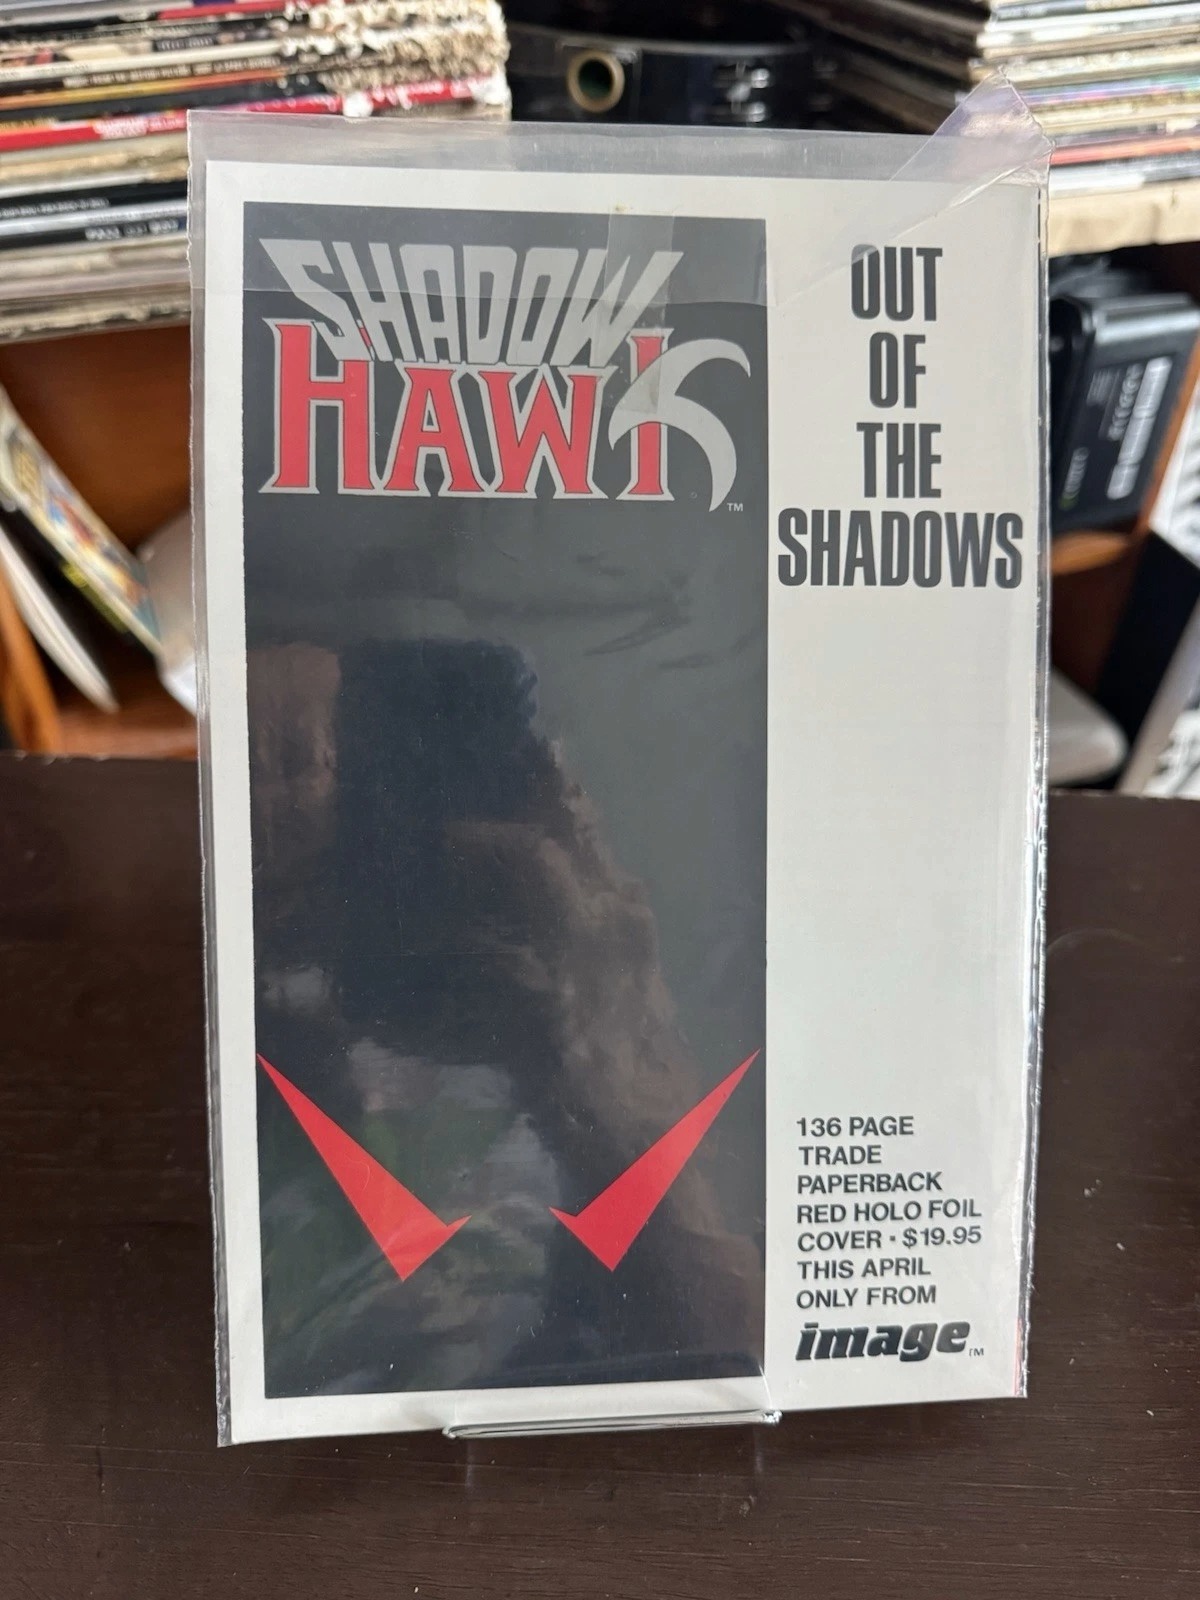 SHADOW
HAWK
TM
OUT
OF
THE
SHADOWS
136 PAGE
TRADE
PAPERBACK
RED HOLO FOIL
COVER • $19.95
THIS APRIL
ONLY FROM
image TM